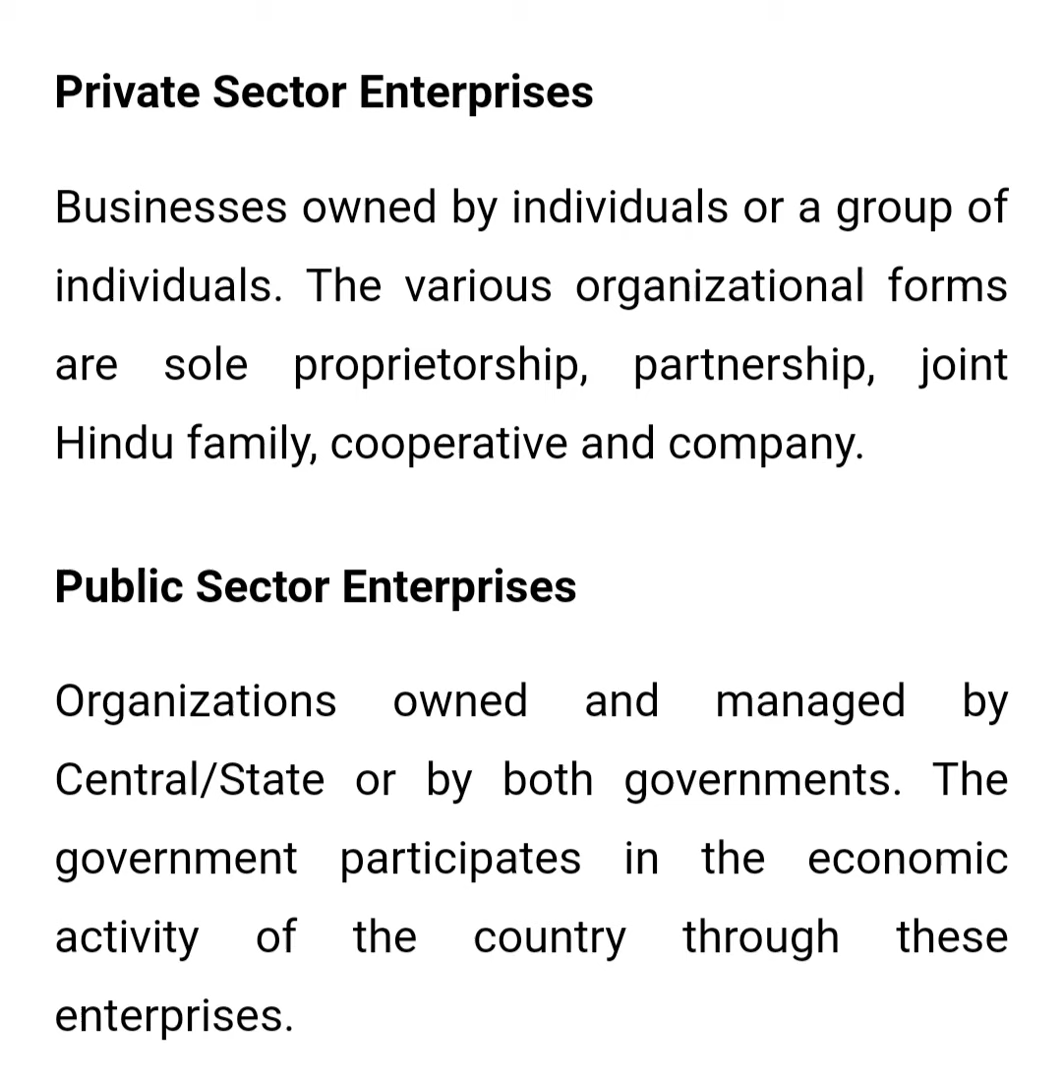 Private Sector Enterprises
Businesses owned by individuals or a group of
individuals. The various organizational forms
are sole proprietorship, partnership, joint
Hindu family, cooperative and company.
Public Sector Enterprises
Organizations owned and managed by
Central/State or by both governments. The
government participates in the economic
activity of the country through these
enterprises.